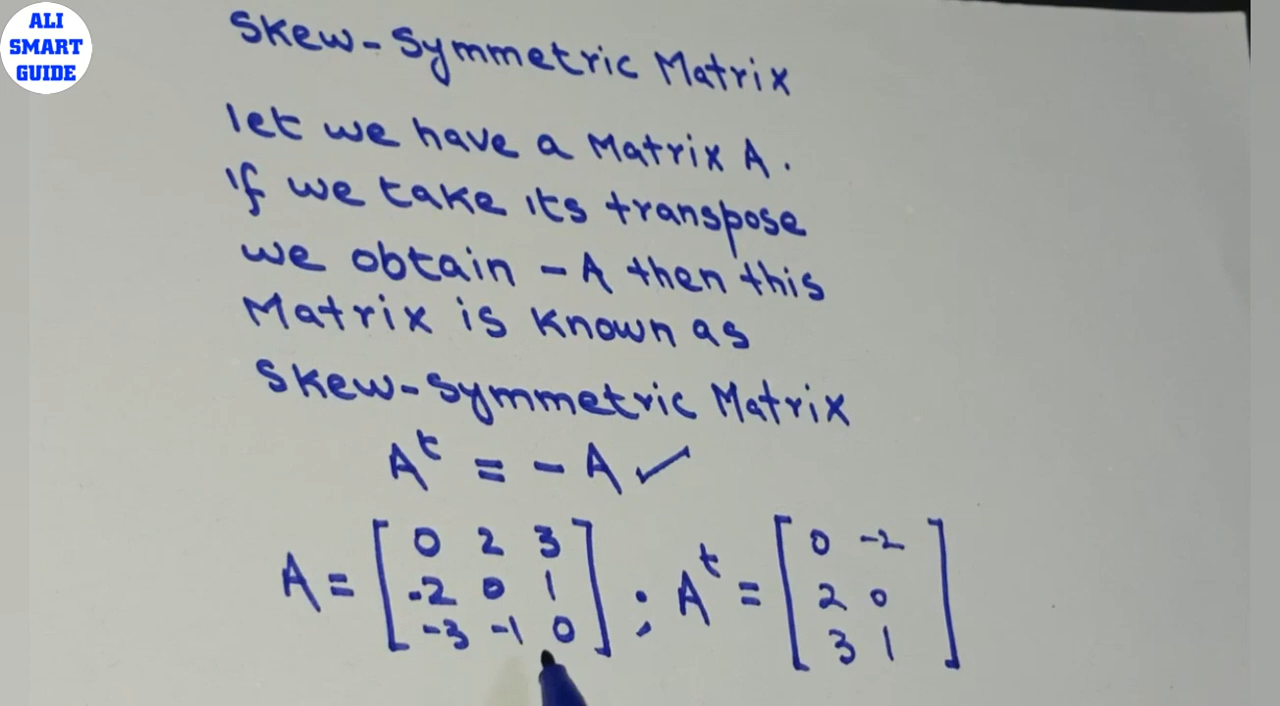 ALI
SMART
GUIDE
Skew-Symmetric Matrix
let we have a Matrix A.
If we take its transpose
we obtain -A then this
Matrix is known as
Skew-Symmetric Matrix
A^t = -A ✓
A = [0 2 3; -2 0 1; -3 -1 0] ; A^t = [0 -2; 2 0; 3 1]